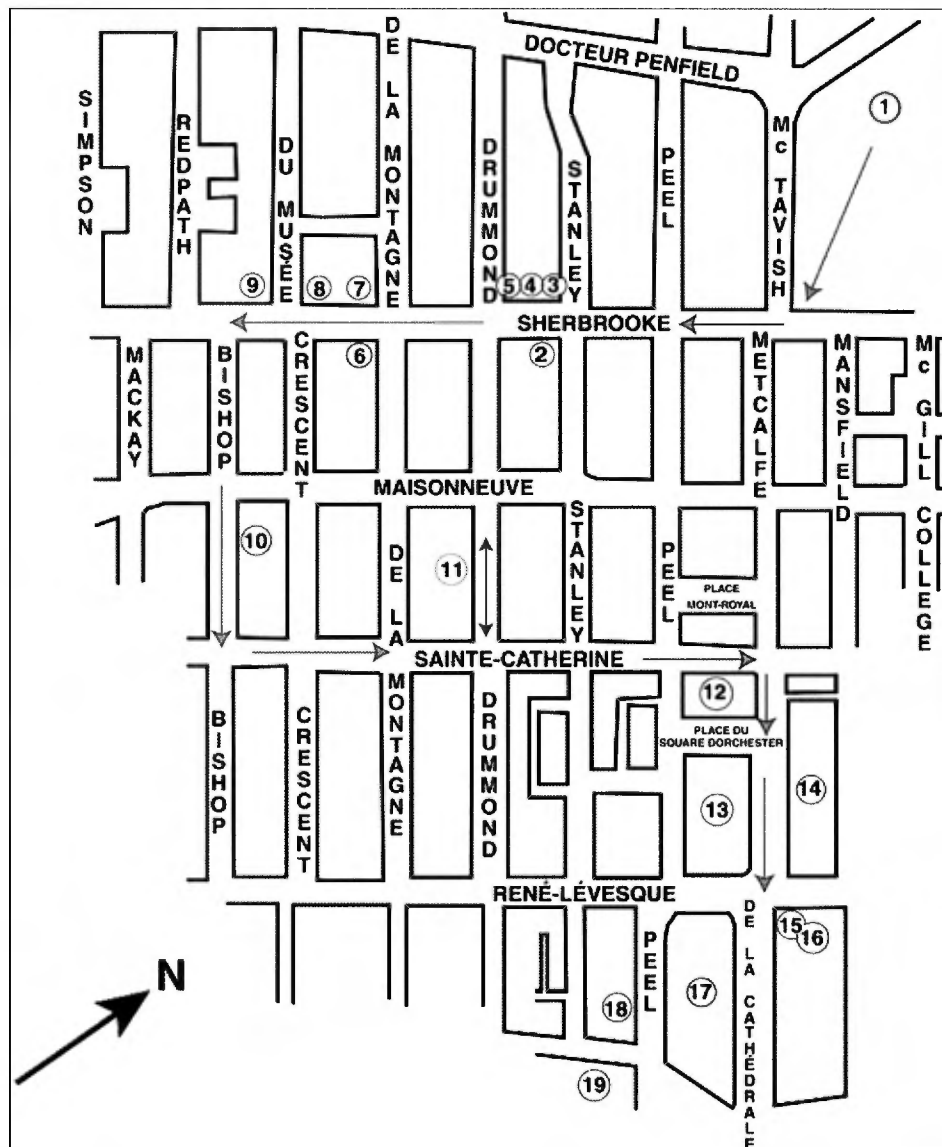 DOCTEUR PENFIELD
SIMPSON
REDPATH
DU MUSÉE
DE LA MONTAGNE
DRUMMOND
STANLEY
PEEL
Mc TAVISH
1
9
8
7
5
4
3
SHERBROOKE
MACKAY
BISHOP
CRESCENT
6
2
METCALFE
MANSFIELD
Mc GILL COLLEGE
MAISONNEUVE
10
DE LA MONTAGNE
11
STANLEY
PEEL
PLACE
MONT-ROYAL
SAINTE-CATHERINE
BISHOP
CRESCENT
DRUMMOND
12
PLACE DU
SQUARE DORCHESTER
13
14
RENÉ-LÉVESQUE
PEEL
DE LA CATHÉDRALE
15
16
17
18
19
N